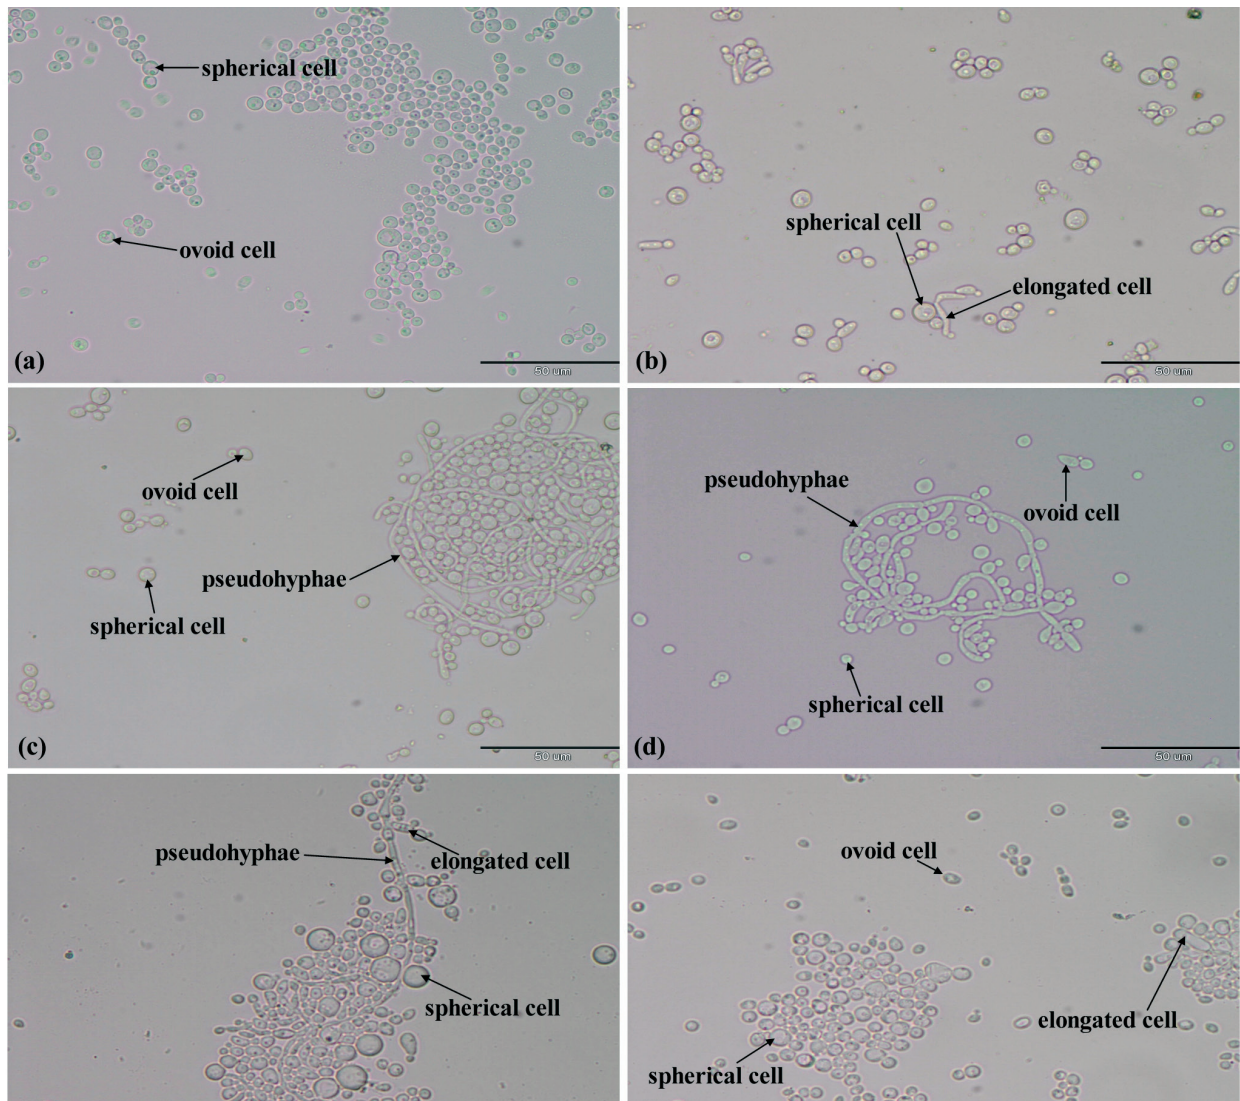 spherical cell
ovoid cell
(a)
50 um
spherical cell
elongated cell
(b)
50 um
ovoid cell
pseudohyphae
spherical cell
(c)
50 um
pseudohyphae
ovoid cell
spherical cell
(d)
50 um
pseudohyphae
elongated cell
spherical cell
ovoid cell
elongated cell
spherical cell